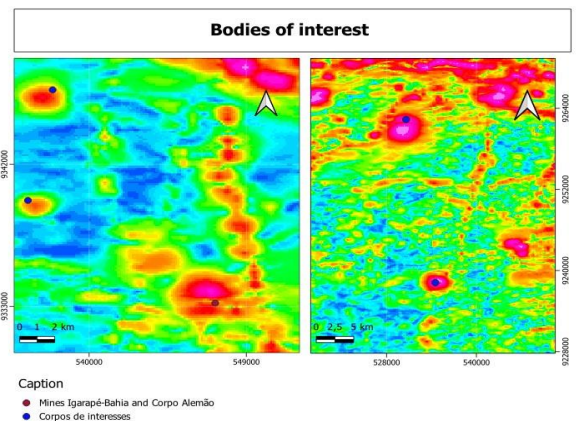 Bodies of interest
9342000
9333000
0 1 2 km
540000 549000
9264000
9252000
9240000
9228000
0 2,5 5 km
528000 540000
Caption
Mines Igarapé-Bahia and Corpo Alemão
Corpos de interesses